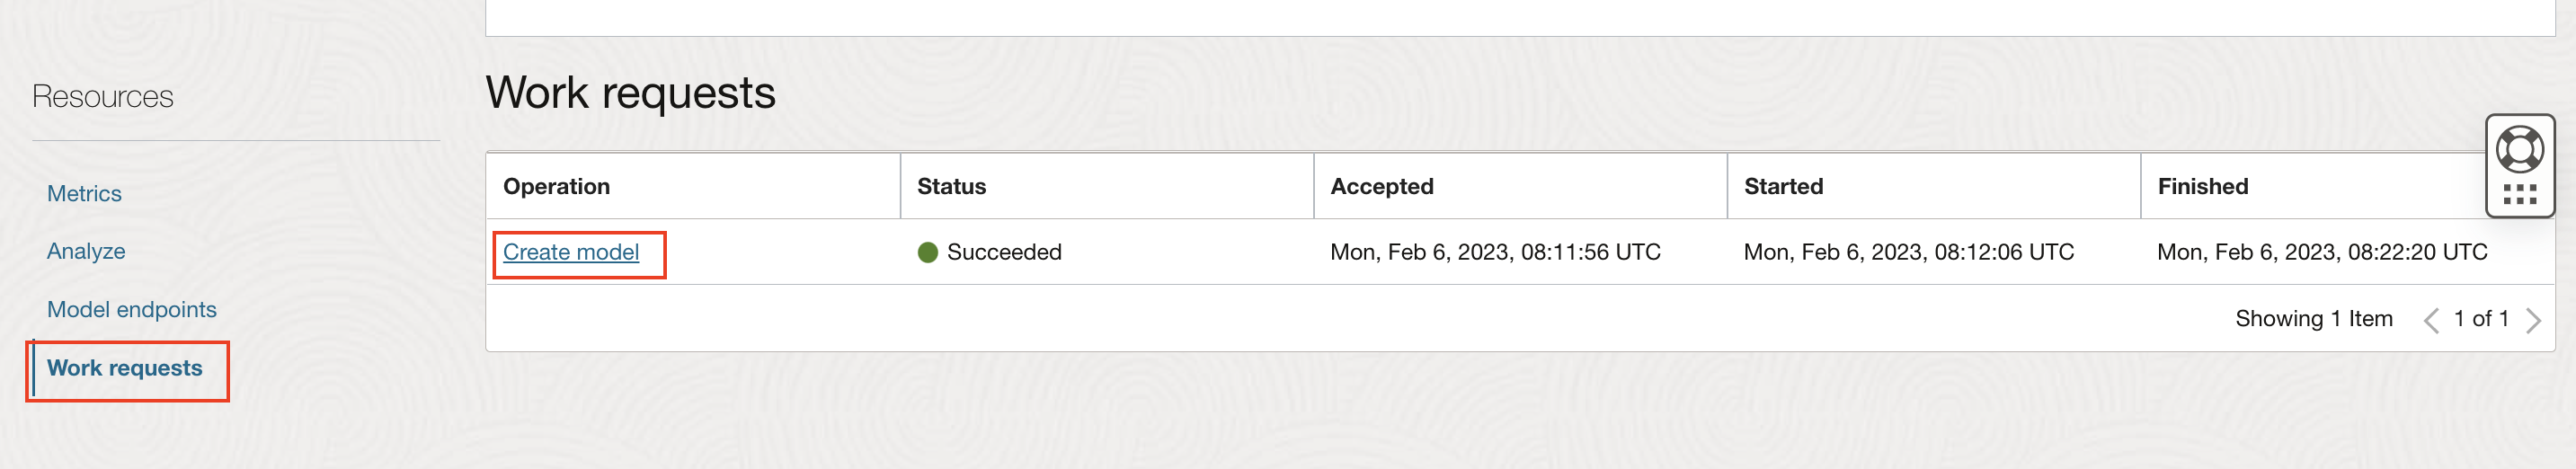 Resources
Metrics
Analyze
Model endpoints
Work requests
Work requests
Operation Status Accepted Started Finished
Create model Succeeded Mon, Feb 6, 2023, 08:11:56 UTC Mon, Feb 6, 2023, 08:12:06 UTC Mon, Feb 6, 2023, 08:22:20 UTC
Showing 1 Item 1 of 1